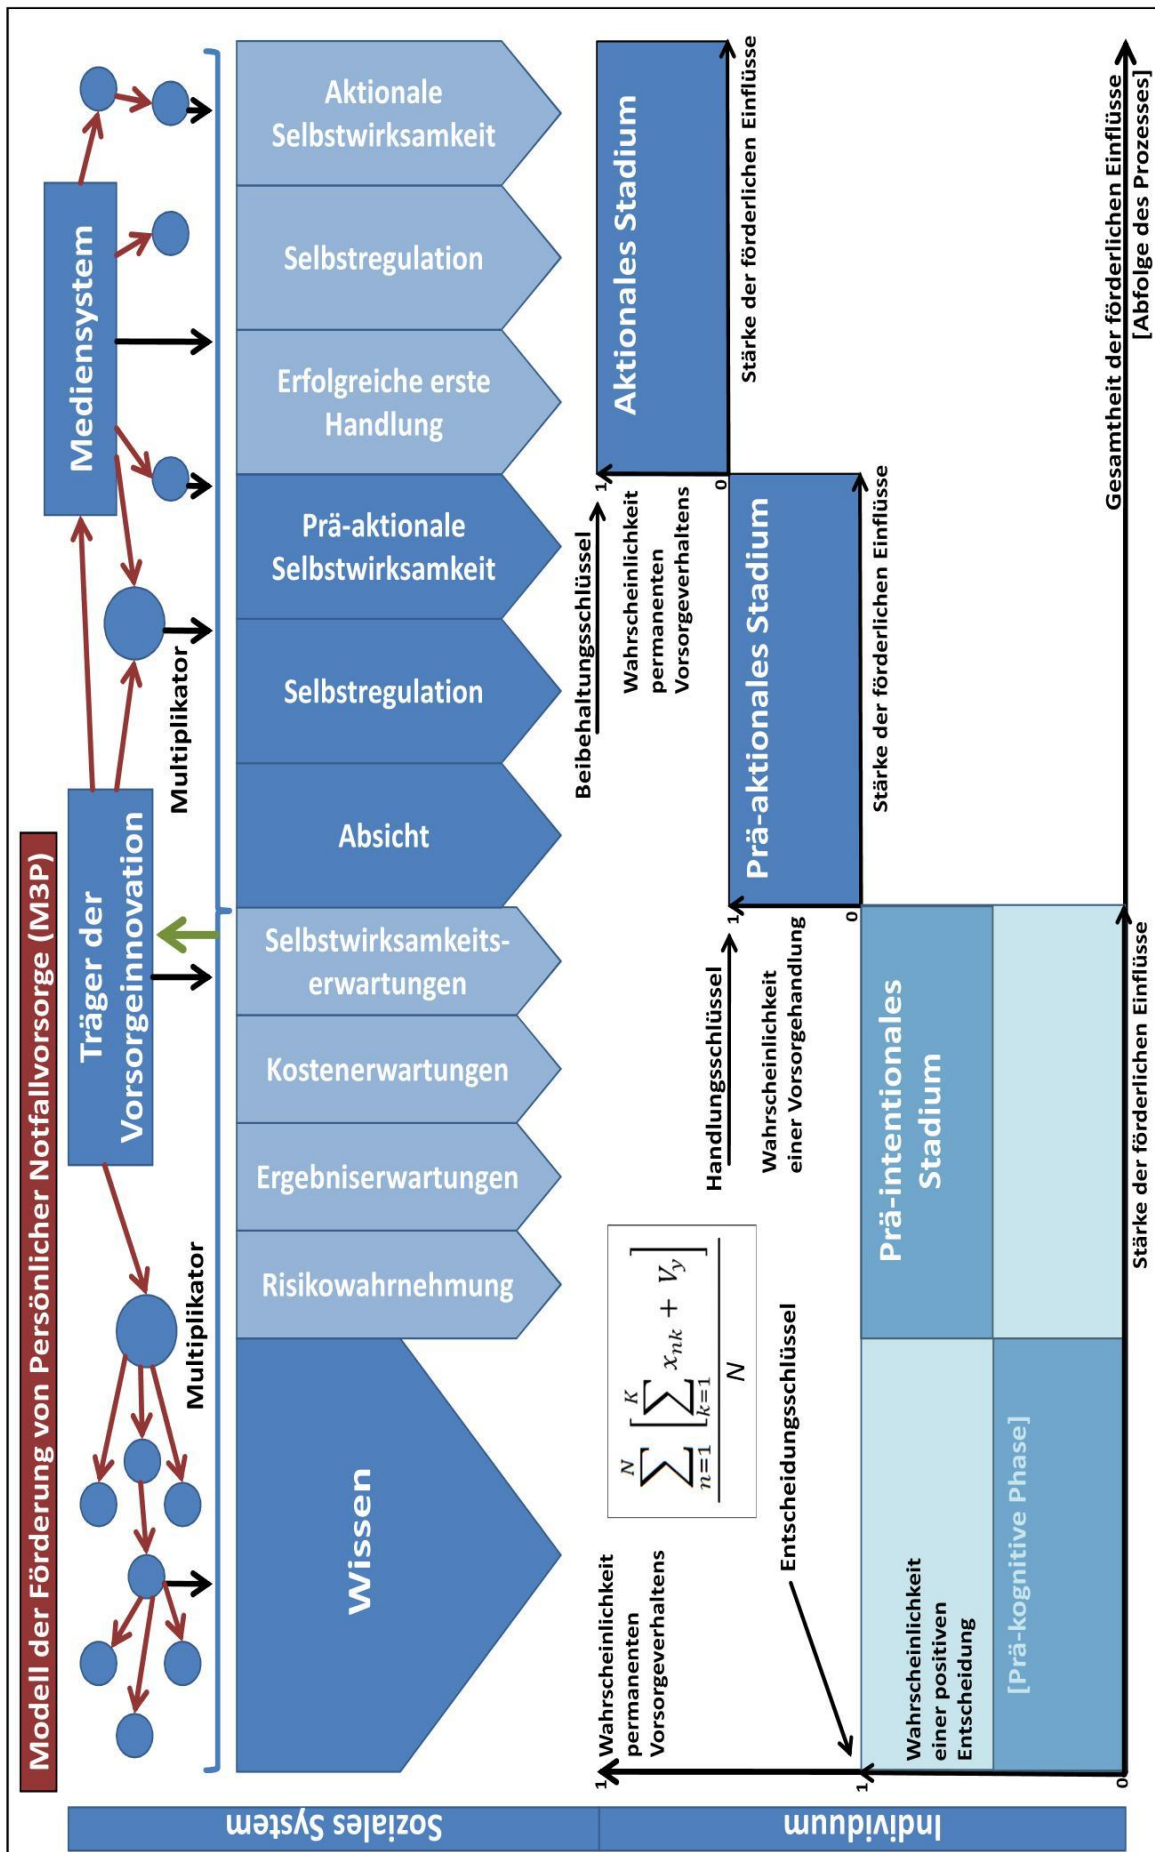 Modell der Förderung von Persönlicher Notfallvorsorge (M3P)
Soziales System
Individuum
Träger der
Vorsorgeinnovation
Mediensystem
Multiplikator
Multiplikator
Wissen
Risikowahrnehmung
Ergebniserwartungen
Kostenerwartungen
Selbstwirksamkeits-
erwartungen
Absicht
Selbstregulation
Prä-aktionale
Selbstwirksamkeit
Erfolgreiche erste
Handlung
Selbstregulation
Aktionale
Selbstwirksamkeit
1
Wahrscheinlichkeit
permanenten
Vorsorgeverhaltens
Entscheidungsschlüssel
N K
∑ [∑ x_nk + V_y]
n=1 k=1
N
1
Wahrscheinlichkeit
einer positiven
Entscheidung
0
[Prä-kognitive Phase]
Prä-intentionales
Stadium
Stärke der förderlichen Einflüsse
Handlungsschlüssel
1
Wahrscheinlichkeit
einer Vorsorgehandlung
0
Prä-aktionales Stadium
Stärke der förderlichen Einflüsse
Beibehaltungsschlüssel
1
Wahrscheinlichkeit
permanenten
Vorsorgeverhaltens
0
Aktionales Stadium
Stärke der förderlichen Einflüsse
Gesamtheit der förderlichen Einflüsse
[Abfolge des Prozesses]